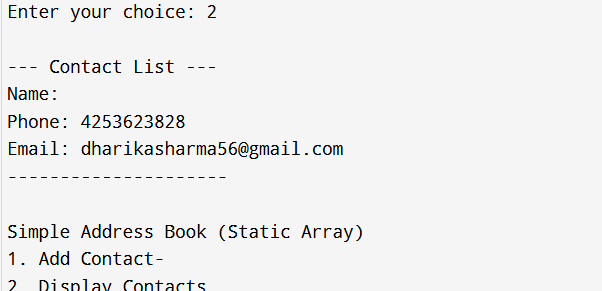 Enter your choice: 2
--- Contact List ---
Name:
Phone: 4253623828
Email: dharikasharma56@gmail.com
---------------------
Simple Address Book (Static Array)
1. Add Contact-
2. Display Contacts